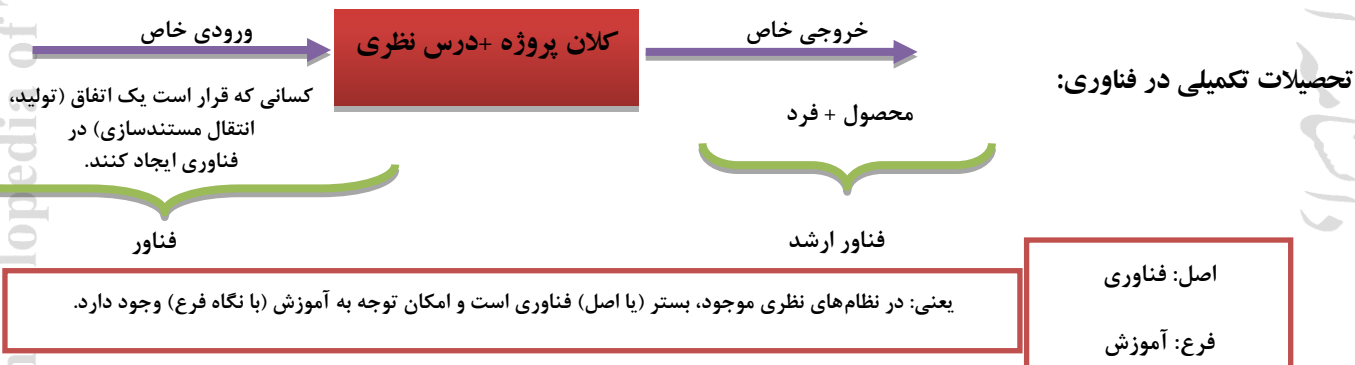 تحصیلات تکمیلی در فناوری:
ورودی خاص
کلان پروژه +درس نظری
خروجی خاص
کسانی که قرار است یک اتفاق (تولید،
انتقال مستندسازی) در
فناوری ایجاد کنند.
محصول + فرد
فناور
فناور ارشد
اصل: فناوری
فرع: آموزش
یعنی: در نظام‌های نظری موجود، بستر (یا اصل) فناوری است و امکان توجه به آموزش (با نگاه فرع) وجود دارد.
lopedia of